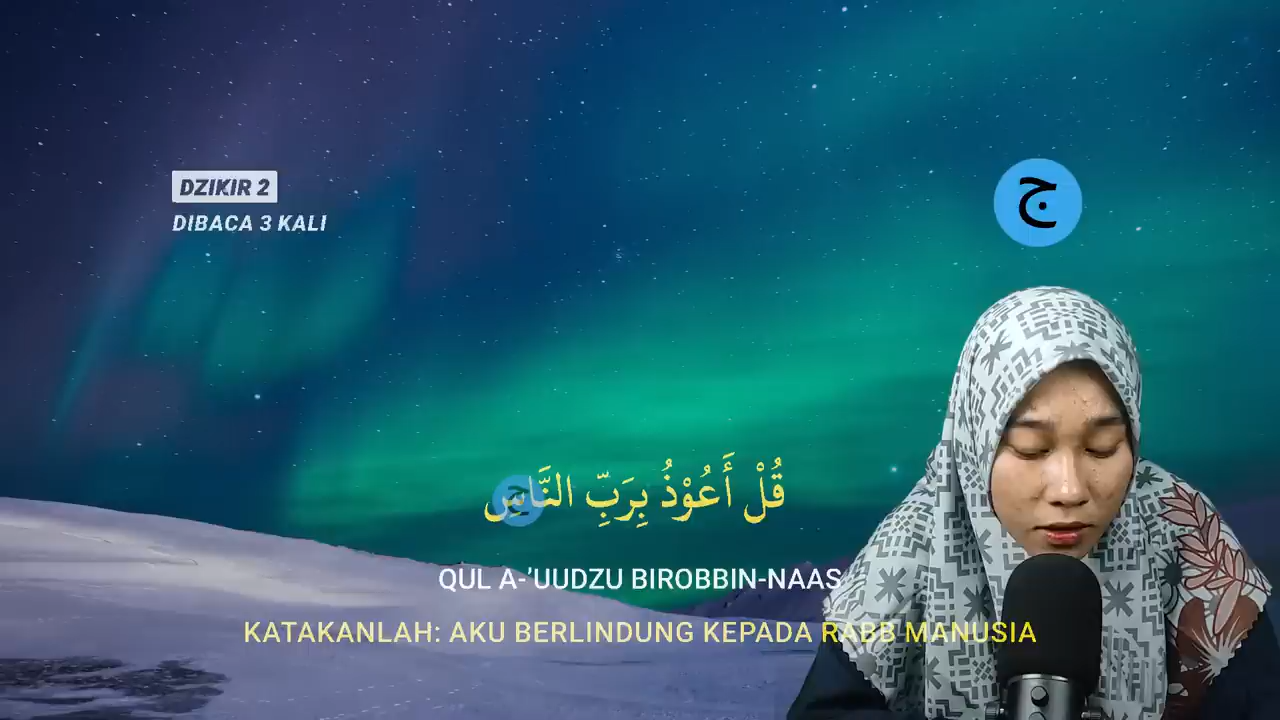 DZIKIR 2
DIBACA 3 KALI
ج
قُلْ أَعُوْذُ بِرَبِّ النَّاسِ
ج
QUL A-'UUDZU BIROBBIN-NAAS
KATAKANLAH: AKU BERLINDUNG KEPADA RABB MANUSIA